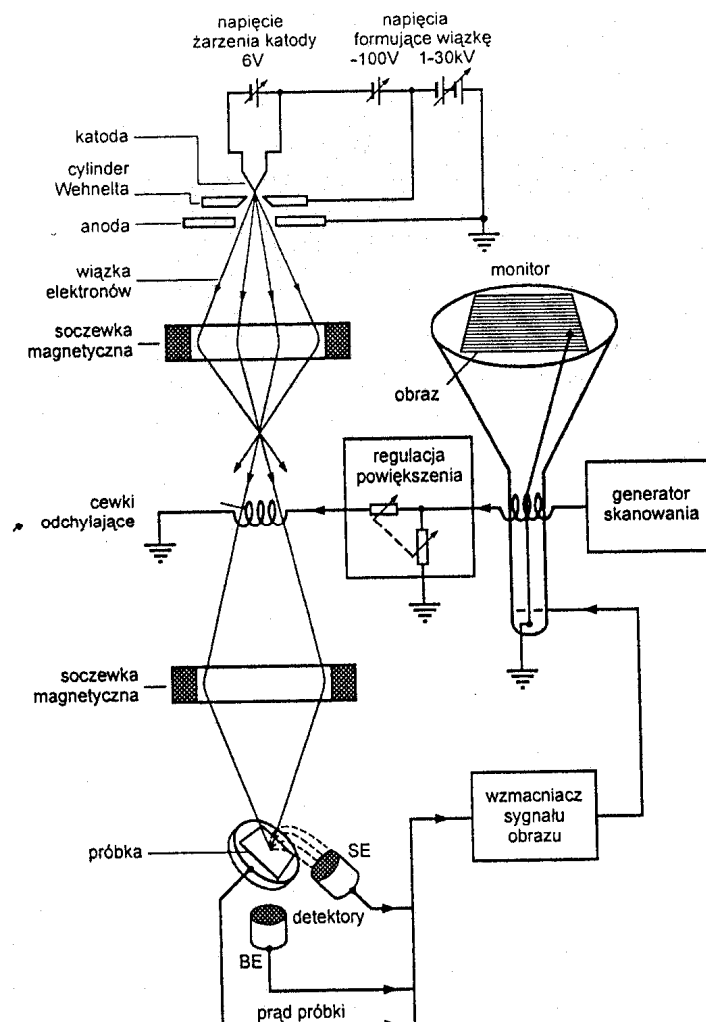 napięcie
żarzenia katody
6V
napięcia
formujące wiązkę
~100V 1-30kV
katoda
cylinder
Wehnelta
anoda
wiązka
elektronów
monitor
soczewka
magnetyczna
obraz
regulacja
powiększenia
generator
skanowania
cewki
odchylające
soczewka
magnetyczna
wzmacniacz
sygnału
obrazu
próbka
SE
detektory
BE
prąd próbki